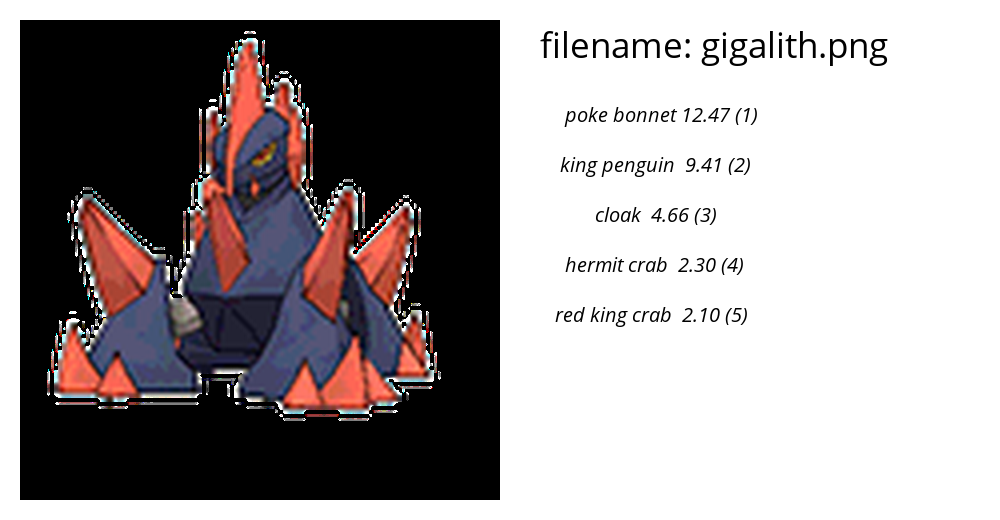 filename: gigalith.png
poke bonnet 12.47 (1)
king penguin 9.41 (2)
cloak 4.66 (3)
hermit crab 2.30 (4)
red king crab 2.10 (5)